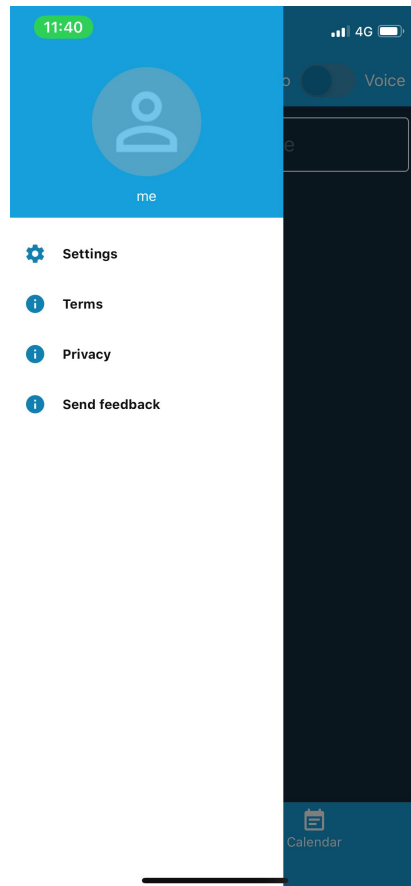 11:40
4G
Voice
me
Settings
Terms
Privacy
Send feedback
Calendar